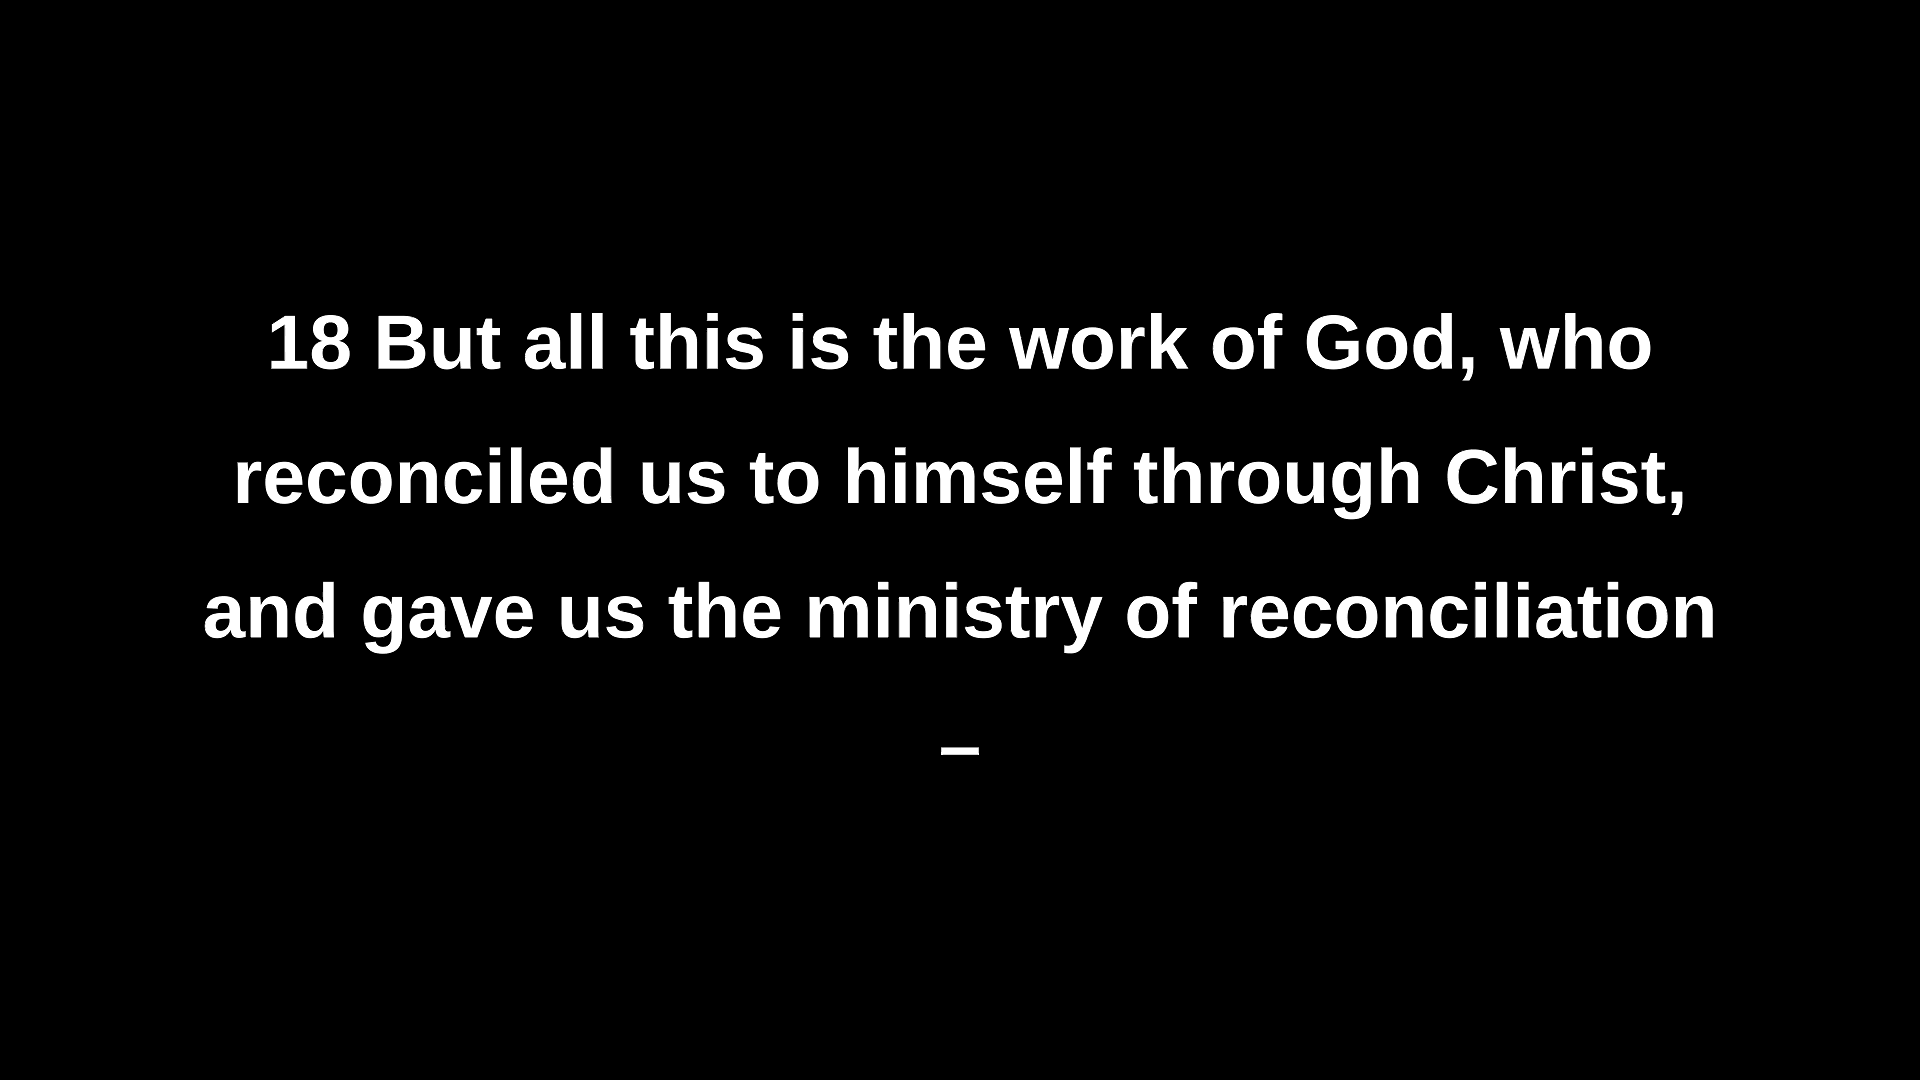 18 But all this is the work of God, who
reconciled us to himself through Christ,
and gave us the ministry of reconciliation
–